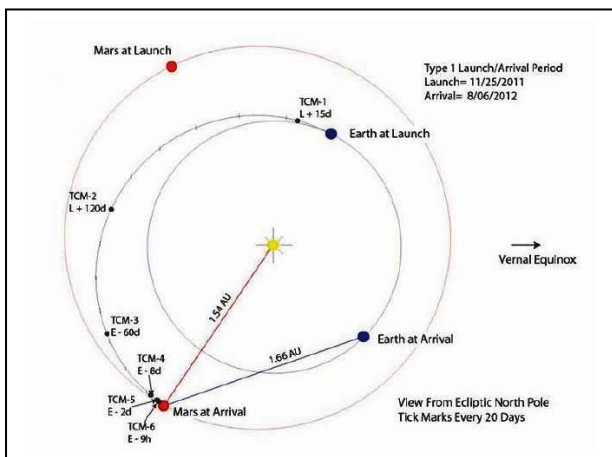 Mars at Launch
Type 1 Launch/Arrival Period
Launch= 11/25/2011
Arrival= 8/06/2012
TCM-1
L + 15d
Earth at Launch
TCM-2
L + 120d
Vernal Equinox
1.54 AU
TCM-3
E - 60d
Earth at Arrival
1.66 AU
TCM-4
E - 8d
TCM-5
E - 2d
Mars at Arrival
TCM-6
E - 9h
View From Ecliptic North Pole
Tick Marks Every 20 Days